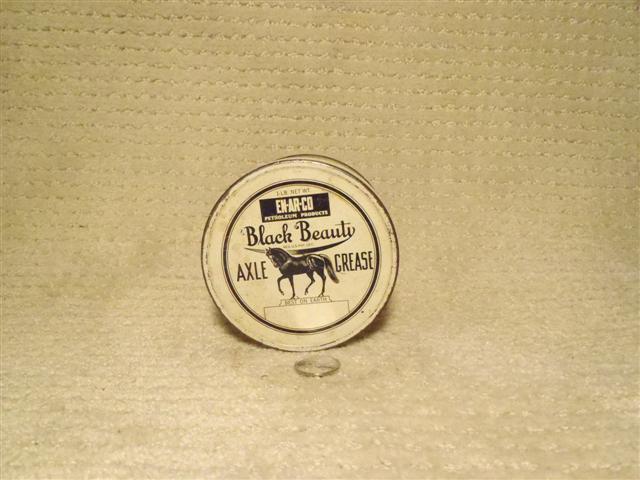 1-LB. NET WT.
EN-AR-CO
PETROLEUM PRODUCTS
Black Beauty
AXLE GREASE
BEST ON EARTH